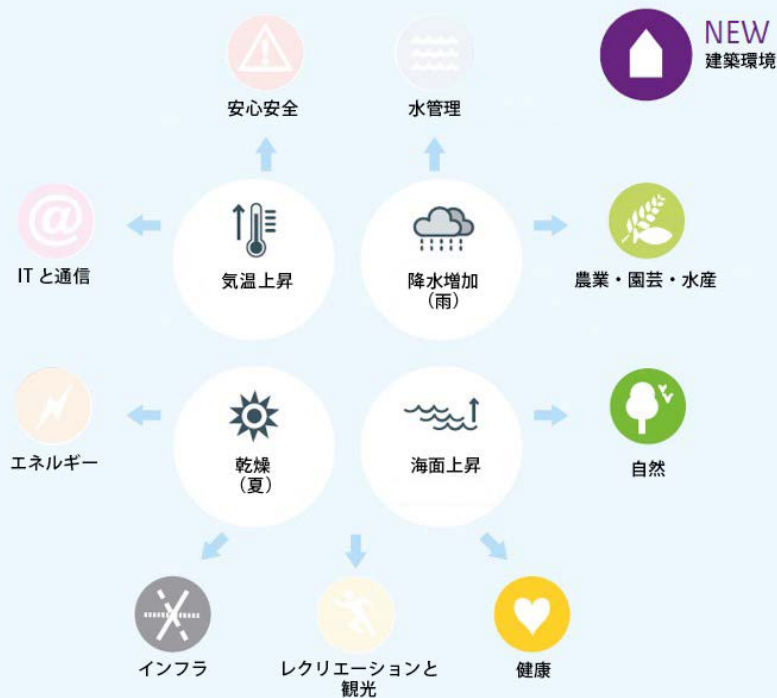 NEW
建築環境
安心安全
水管理
ITと通信
気温上昇
降水増加
（雨）
農業・園芸・水産
エネルギー
乾燥
（夏）
海面上昇
自然
インフラ
レクリエーションと
観光
健康